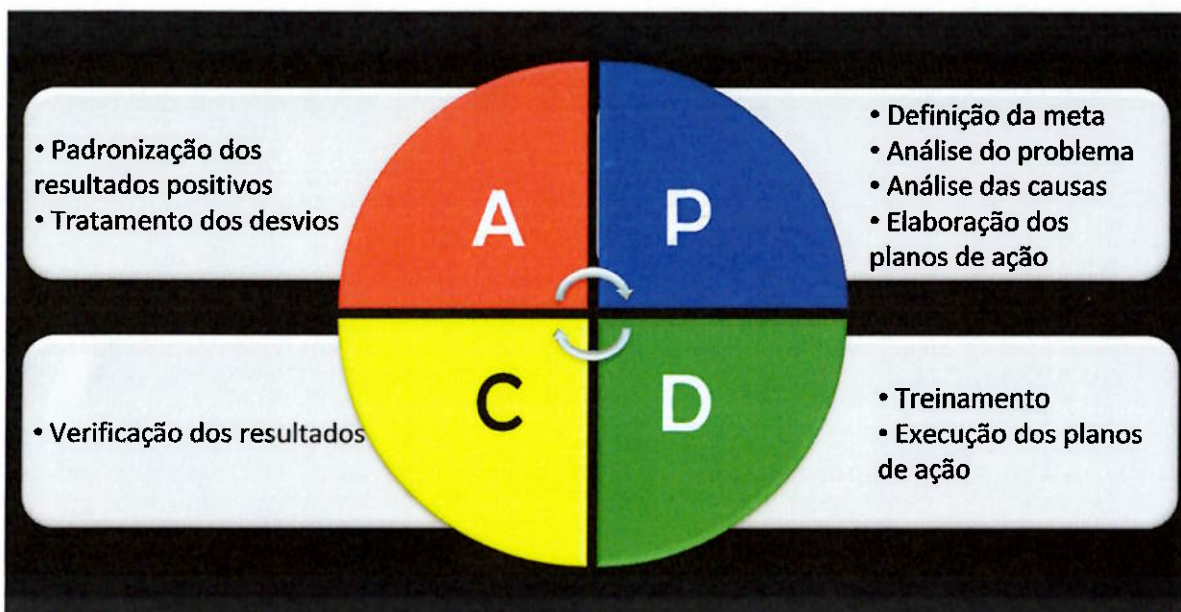 • Padronização dos
resultados positivos
• Tratamento dos desvios
A
P
• Definição da meta
• Análise do problema
• Análise das causas
• Elaboração dos
planos de ação
• Verificação dos resultados
C
D
• Treinamento
• Execução dos planos
de ação